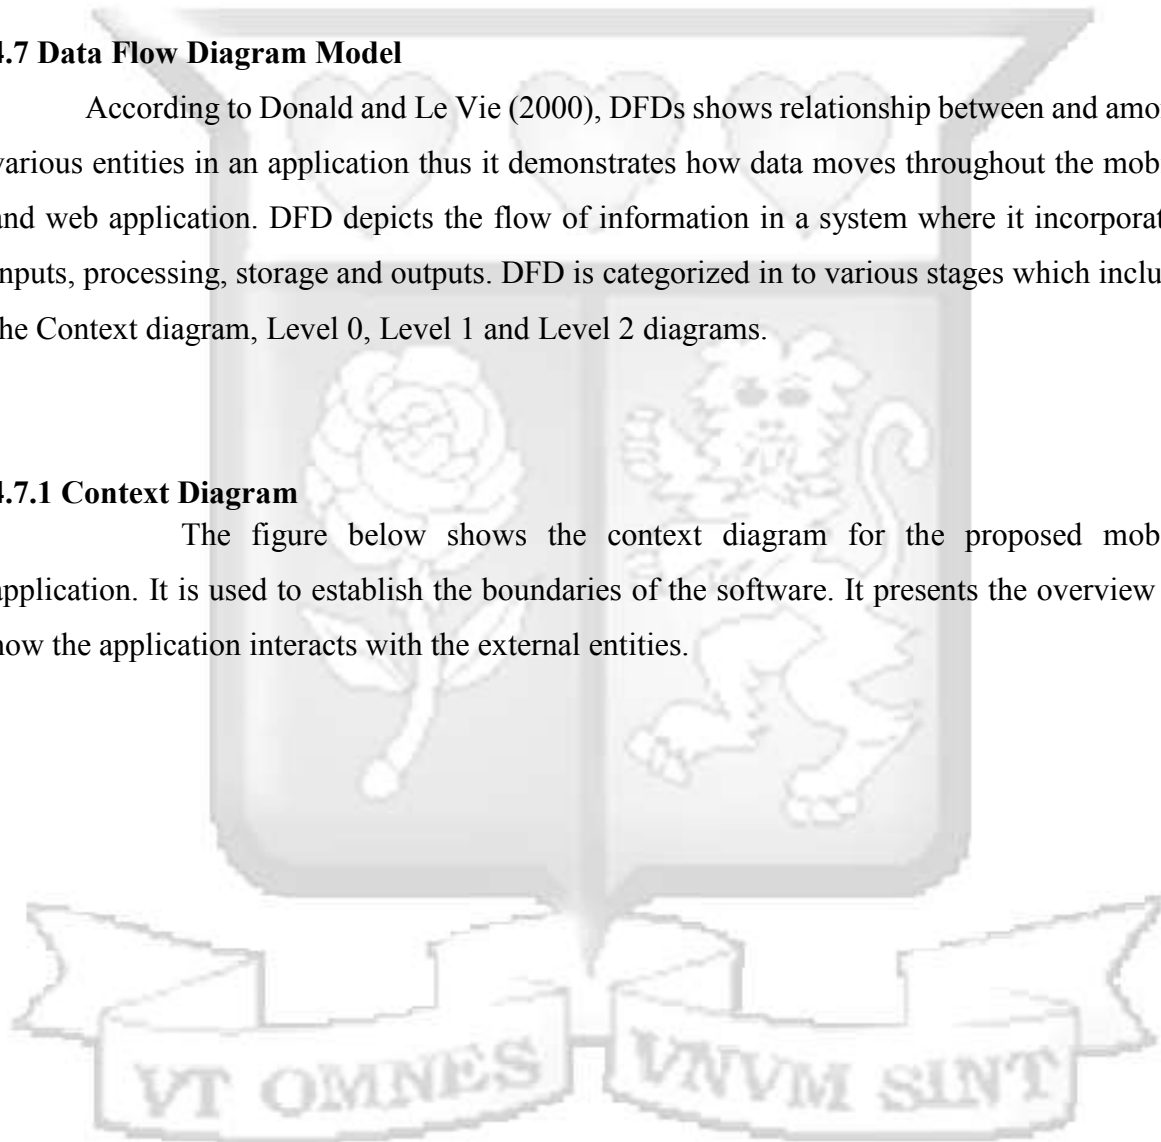 4.7 Data Flow Diagram Model
According to Donald and Le Vie (2000), DFDs shows relationship between and amo
various entities in an application thus it demonstrates how data moves throughout the mob
and web application. DFD depicts the flow of information in a system where it incorporat
inputs, processing, storage and outputs. DFD is categorized in to various stages which inclu
the Context diagram, Level 0, Level 1 and Level 2 diagrams.
4.7.1 Context Diagram
The figure below shows the context diagram for the proposed mob
application. It is used to establish the boundaries of the software. It presents the overview
how the application interacts with the external entities.
VT OMNES VNVM SINT